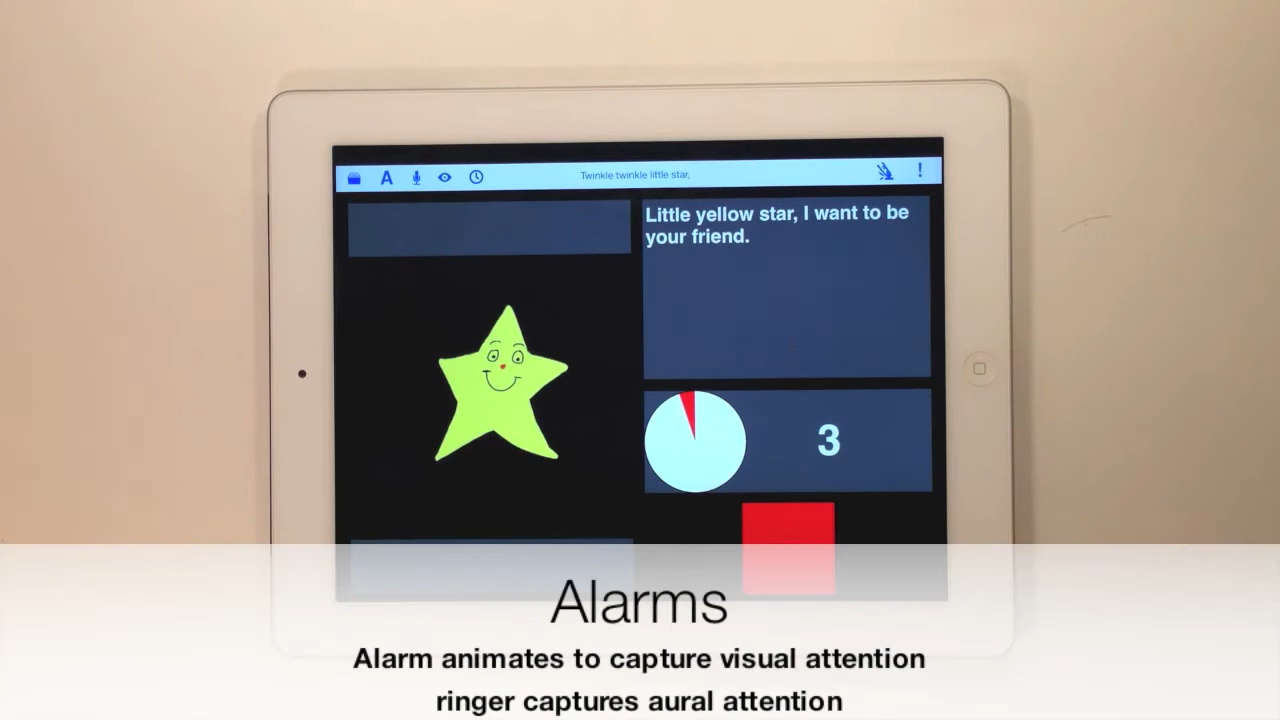 A
Twinkle twinkle little star,
!
Little yellow star, I want to be
your friend.
3
Alarms
Alarm animates to capture visual attention
ringer captures aural attention